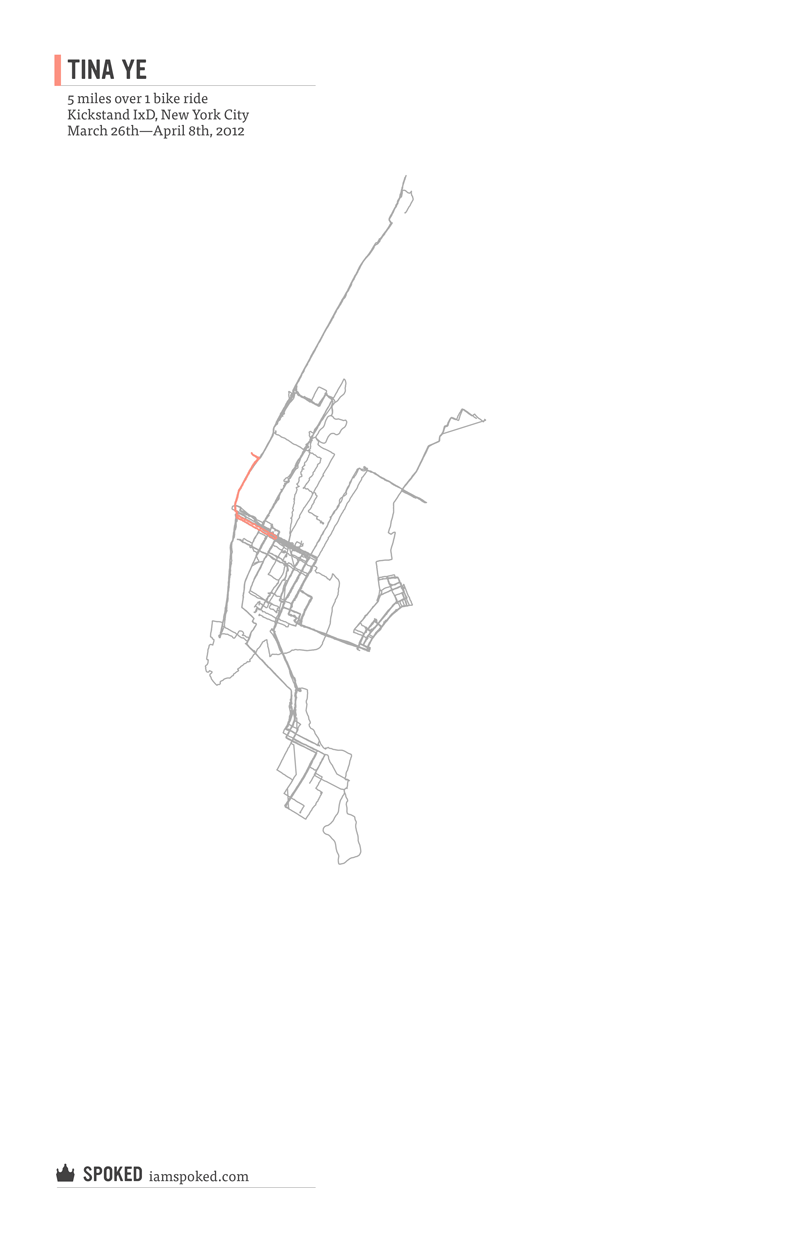 TINA YE
5 miles over 1 bike ride
Kickstand IxD, New York City
March 26th—April 8th, 2012
SPOKED iamspoked.com